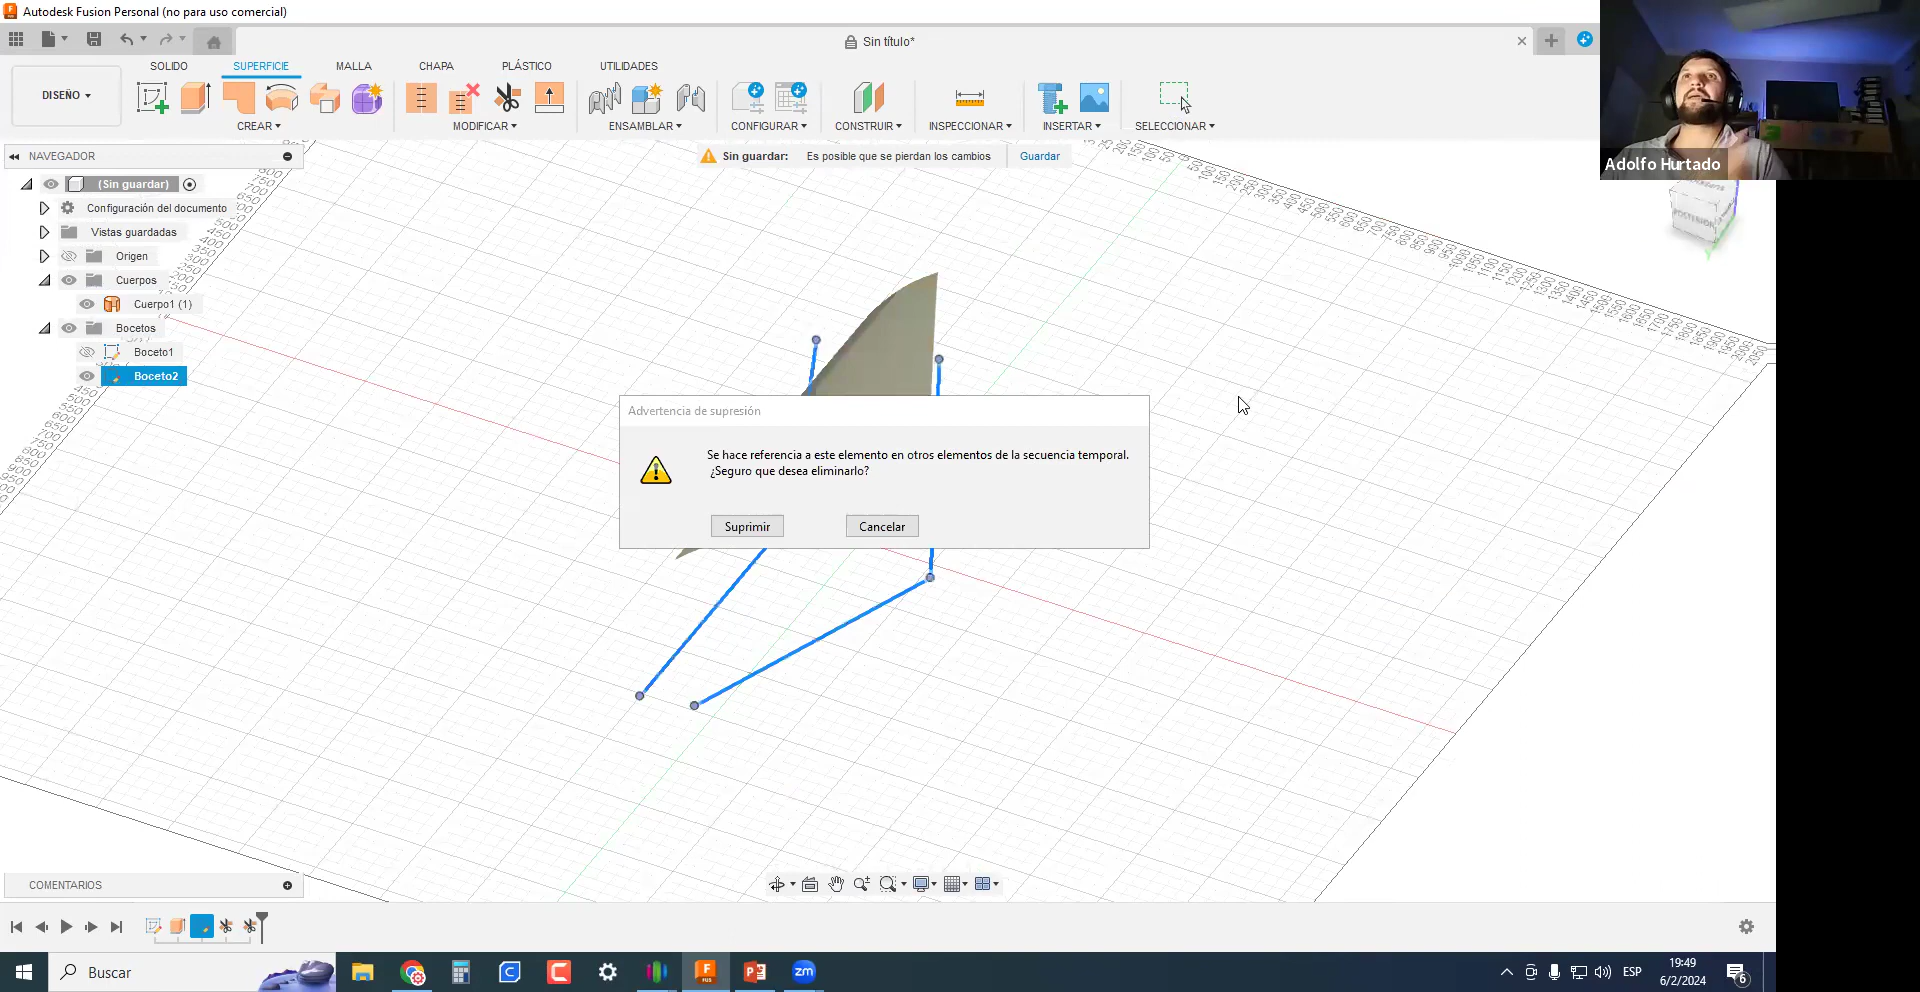 Autodesk Fusion Personal (no para uso comercial)
Sin título*
SOLIDO
SUPERFICIE
MALLA
CHAPA
PLÁSTICO
UTILIDADES
DISEÑO
CREAR
MODIFICAR
ENSAMBLAR
CONFIGURAR
CONSTRUIR
INSPECCIONAR
INSERTAR
SELECCIONAR
Adolfo Hurtado
NAVEGADOR
Sin guardar:
Es posible que se pierdan los cambios
Guardar
(Sin guardar)
Configuración del documento
Vistas guardadas
Origen
Cuerpos
Cuerpo1 (1)
Bocetos
Boceto1
Boceto2
POSTERIOR
Advertencia de supresión
Se hace referencia a este elemento en otros elementos de la secuencia temporal.
¿Seguro que desea eliminarlo?
Suprimir
Cancelar
COMENTARIOS
Buscar
ESP
19:49
6/2/2024
6